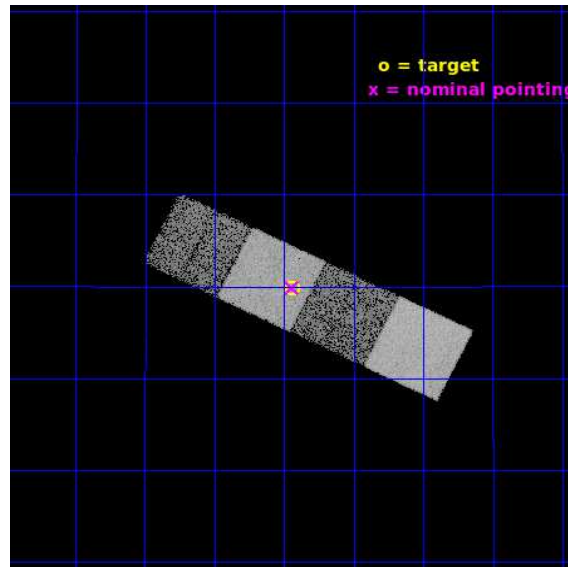 o = target
x = nominal pointing